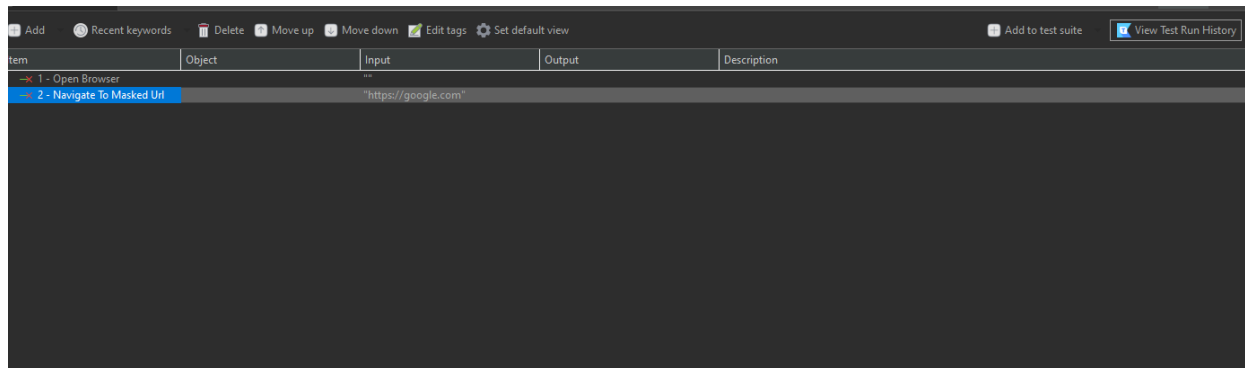 Add Recent keywords Delete Move up Move down Edit tags Set default view Add to test suite View Test Run History
tem Object Input Output Description
1 - Open Browser ""
2 - Navigate To Masked Url "https://google.com"